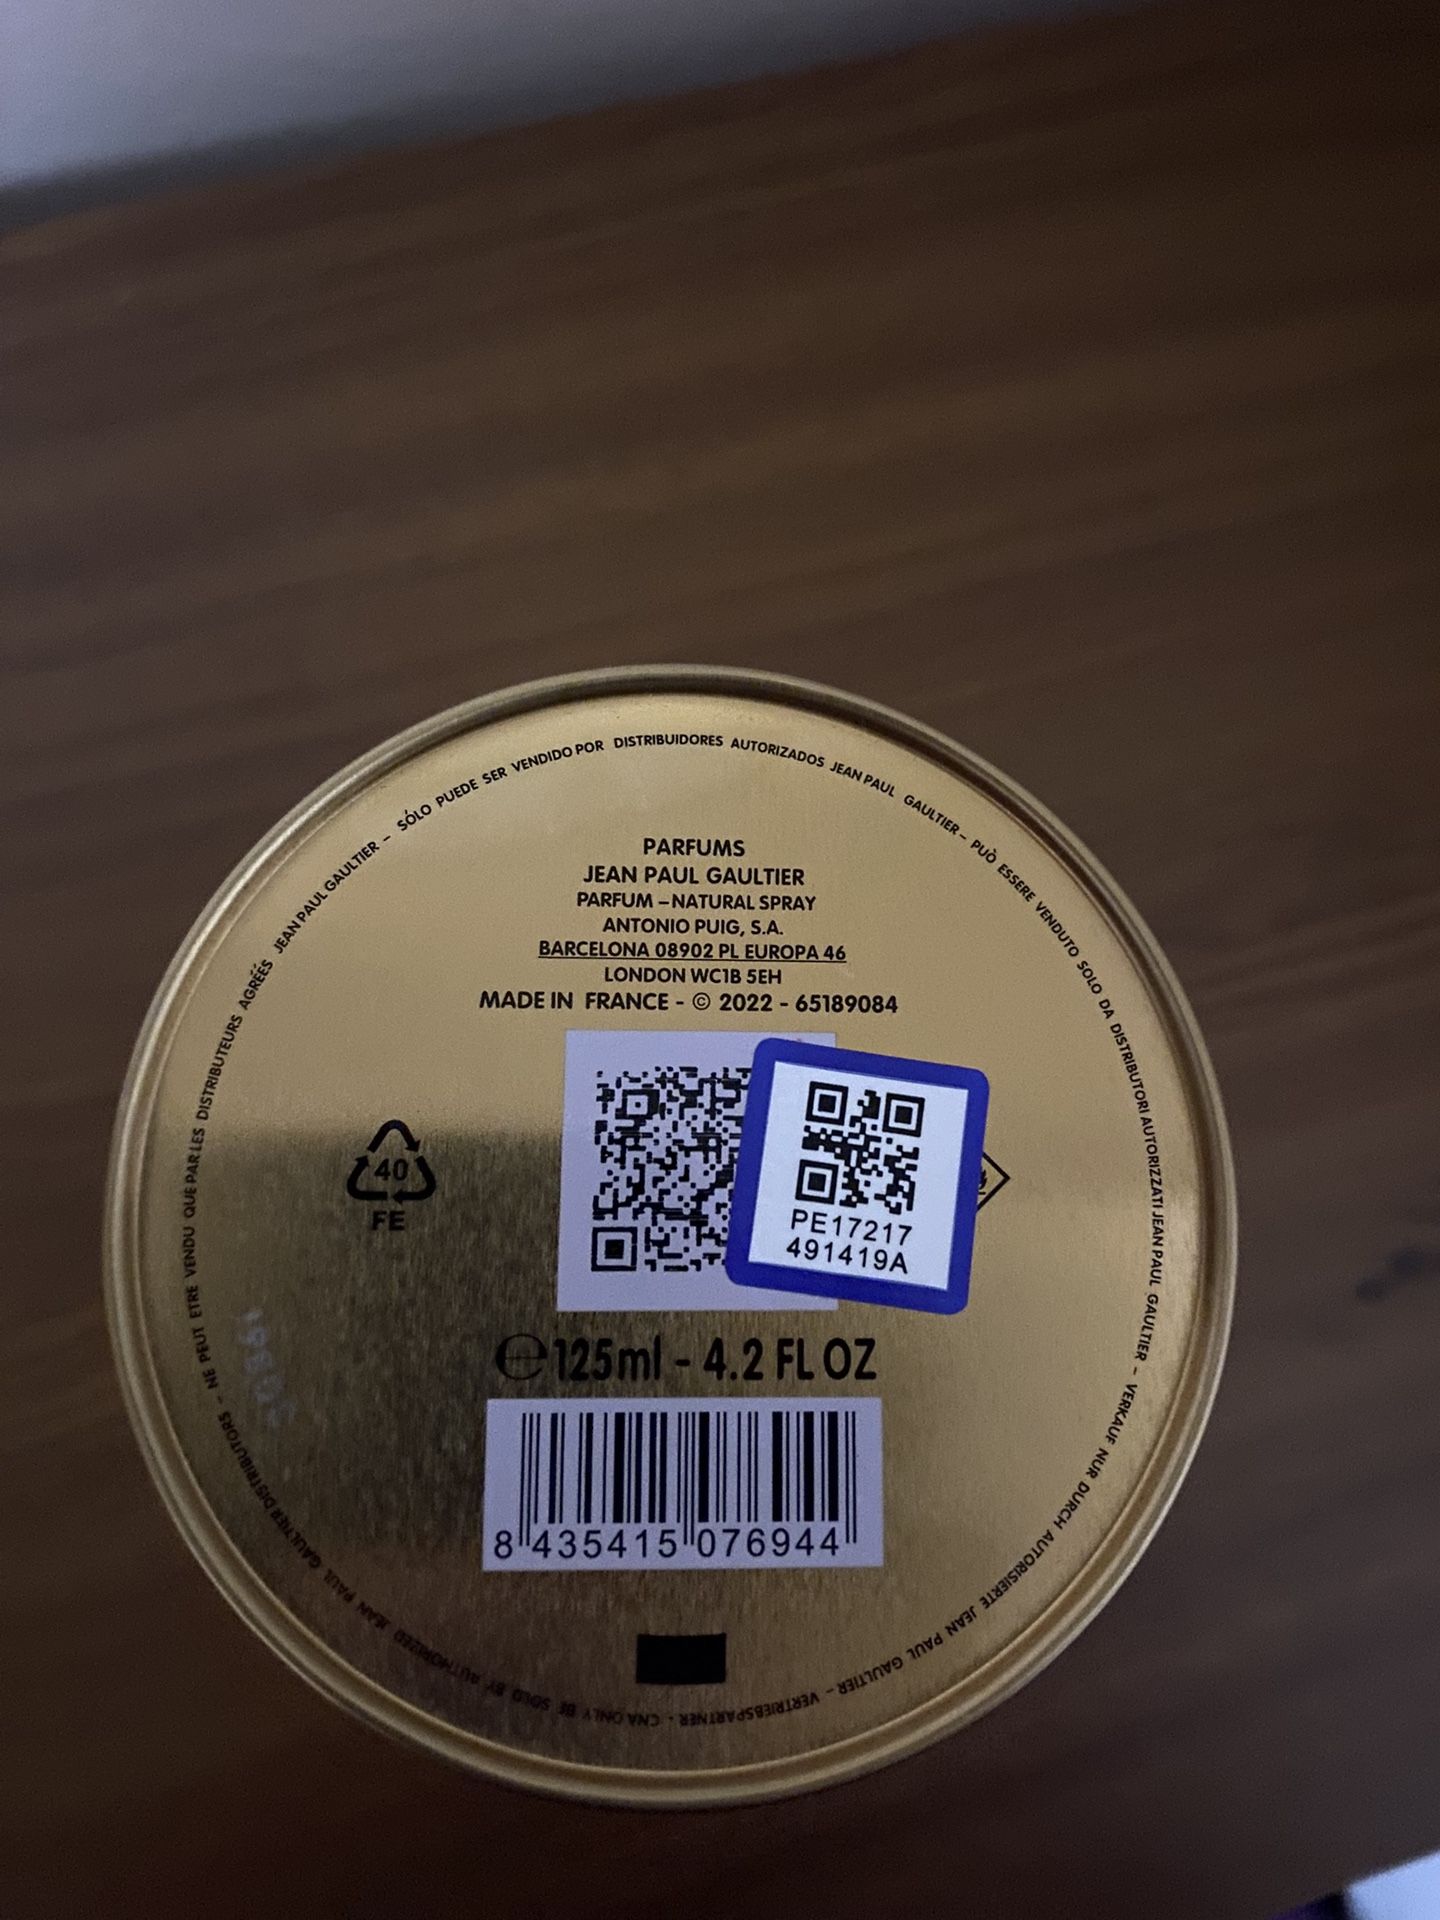 SÓLO PUEDE SER VENDIDO POR DISTRIBUIDORES AUTORIZADOS JEAN PAUL GAULTIER – PUÒ ESSERE VENDUTO SOLO DA DISTRIBUTORI AUTORIZZATI JEAN PAUL GAULTIER – VERKAUF NUR DURCH AUTORISIERTE JEAN PAUL GAULTIER – VERTRIEBSPARTNER - CNA ONLY BE SOLD BY AUTHORIZED JEAN PAUL GAULTIER DISTRIBUTORS – NE PEUT ETRE VENDU QUE PAR LES DISTRIBUTEURS AGRÉÉS JEAN PAUL GAULTIER –
PARFUMS
JEAN PAUL GAULTIER
PARFUM – NATURAL SPRAY
ANTONIO PUIG, S.A.
BARCELONA 08902 PL EUROPA 46
LONDON WC1B 5EH
MADE IN FRANCE - © 2022 - 65189084
40
FE
PE17217
491419A
℮125ml - 4.2 FL OZ
8 435415 076944